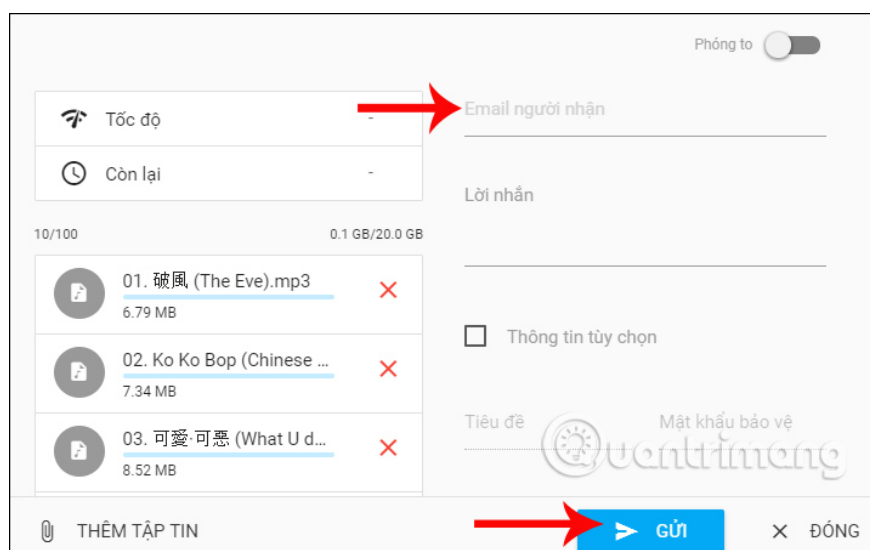 Phóng to
Tốc độ -
Còn lại -
10/100 0.1 GB/20.0 GB
01. 破風 (The Eve).mp3
6.79 MB
02. Ko Ko Bop (Chinese ...
7.34 MB
03. 可愛·可惡 (What U d...
8.52 MB
Email người nhận
Lời nhắn
Thông tin tùy chọn
Tiêu đề Mật khẩu bảo vệ
Quantrimang
THÊM TẬP TIN GỬI ĐÓNG